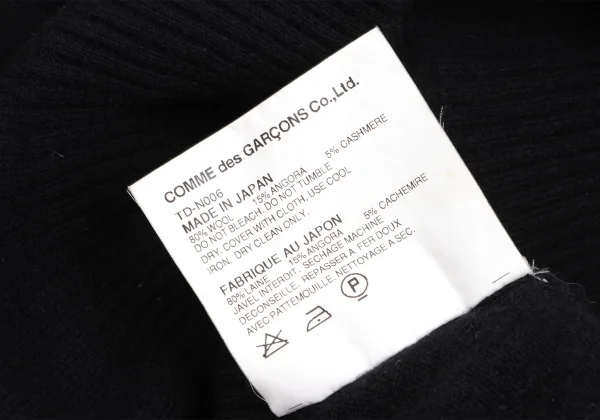 COMME des GARÇONS Co.,Ltd.
TD-N006
MADE IN JAPAN
80% WOOL 15% ANGORA 5% CASHMERE
DO NOT BLEACH. DO NOT TUMBLE
DRY. COVER WITH CLOTH, USE COOL
IRON. DRY CLEAN ONLY.
FABRIQUE AU JAPON
80% LAINE 15% ANGORA 5% CACHEMIRE
JAVEL INTERDIT. SECHAGE MACHINE
DECONSEILLE. REPASSER A FER DOUX
AVEC PATTEMOUILLE. NETTOYAGE A SEC.
P